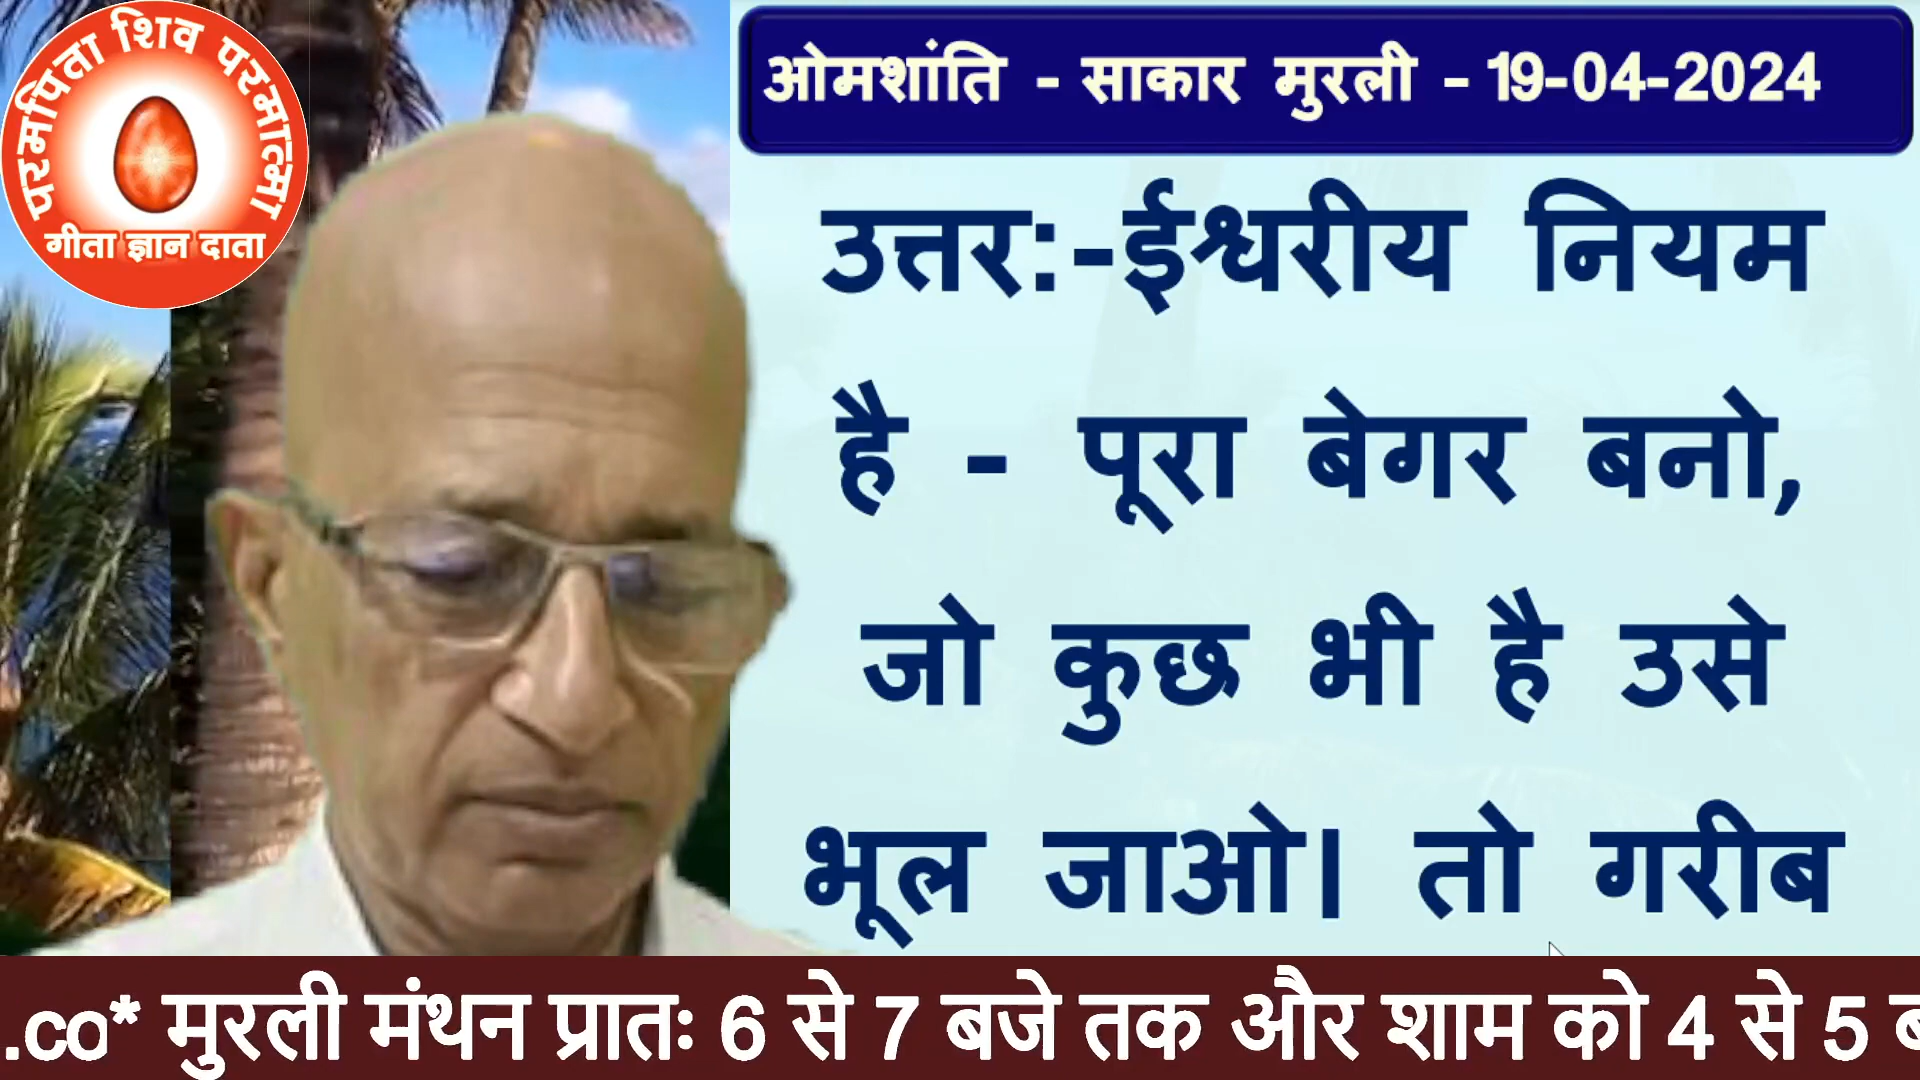 परमपिता शिव परमात्मा
गीता ज्ञान दाता
ओमशांति - साकार मुरली - 19-04-2024
उत्तर:-ईश्वरीय नियम
है - पूरा बेगर बनो,
जो कुछ भी है उसे
भूल जाओ। तो गरीब
.co* मुरली मंथन प्रातः 6 से 7 बजे तक और शाम को 4 से 5 ब